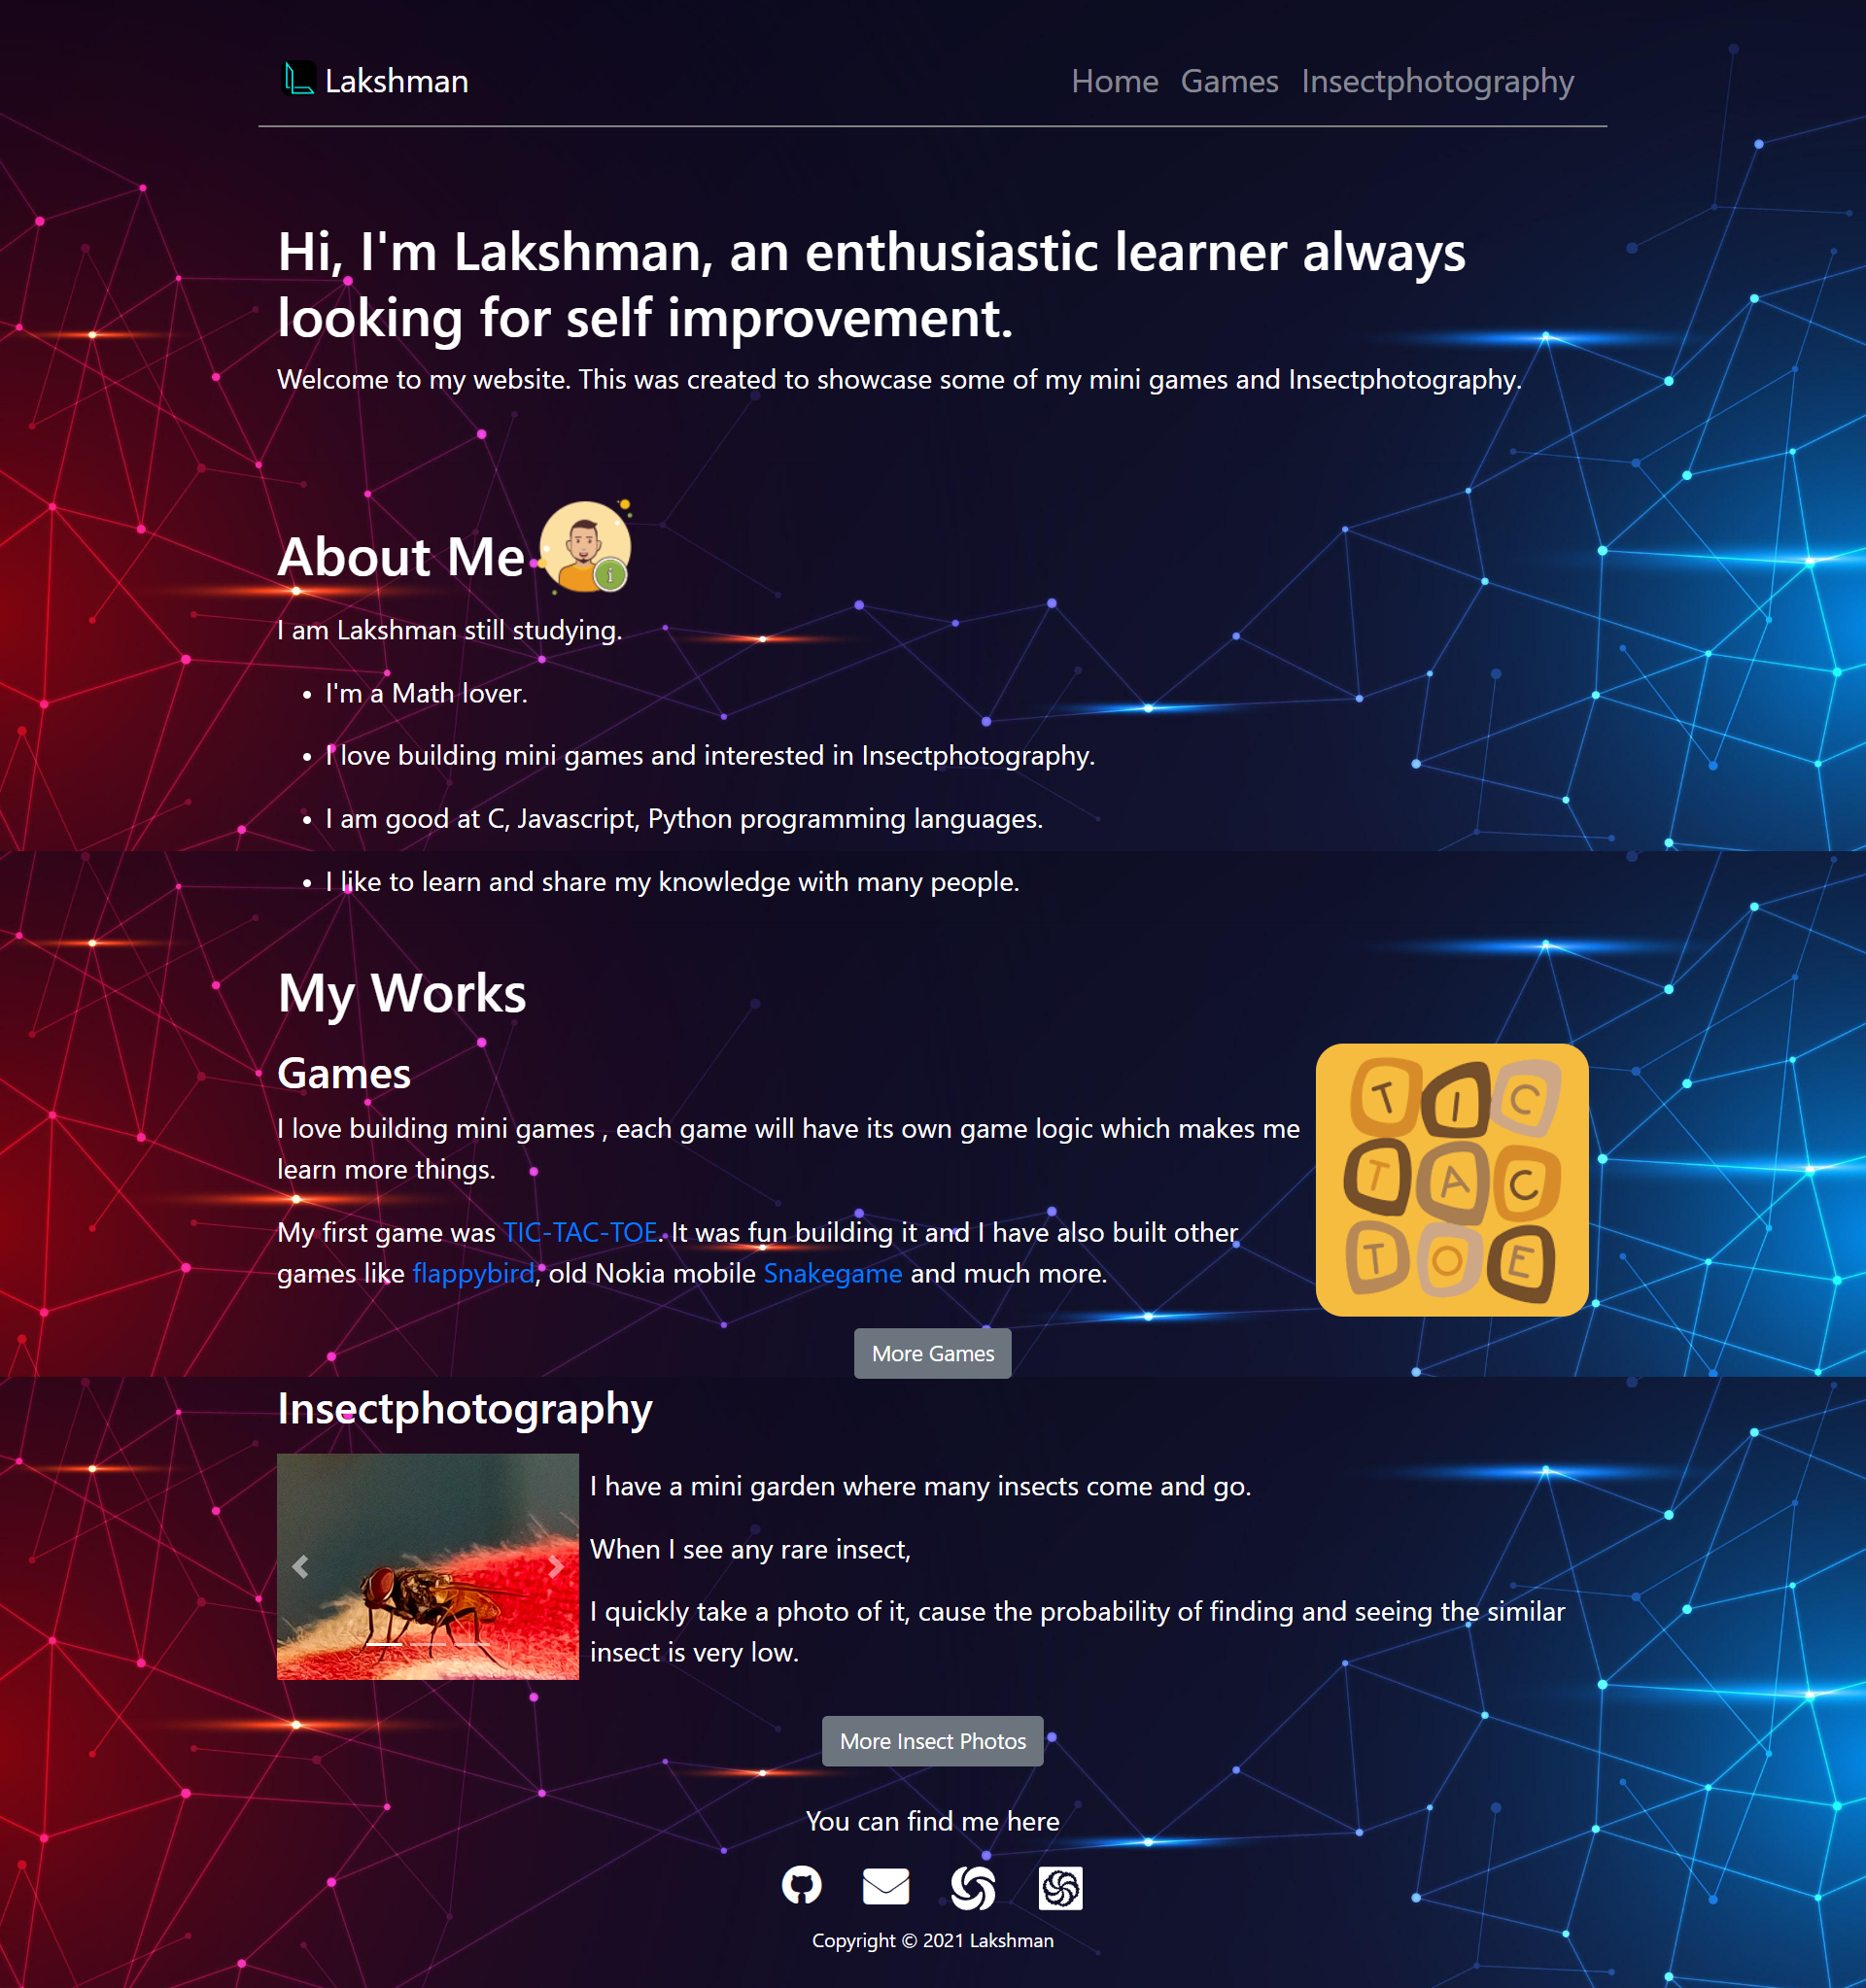 Lakshman
Home Games Insectphotography
Hi, I'm Lakshman, an enthusiastic learner always
looking for self improvement.
Welcome to my website. This was created to showcase some of my mini games and Insectphotography.
About Me
i
I am Lakshman still studying.
• I'm a Math lover.
• I love building mini games and interested in Insectphotography.
• I am good at C, Javascript, Python programming languages.
• I like to learn and share my knowledge with many people.
My Works
Games
I love building mini games , each game will have its own game logic which makes me
learn more things.
My first game was TIC-TAC-TOE. It was fun building it and I have also built other
games like flappybird, old Nokia mobile Snakegame and much more.
T I C
T A C
T O E
More Games
Insectphotography
I have a mini garden where many insects come and go.
When I see any rare insect,
I quickly take a photo of it, cause the probability of finding and seeing the similar
insect is very low.
More Insect Photos
You can find me here
Copyright © 2021 Lakshman